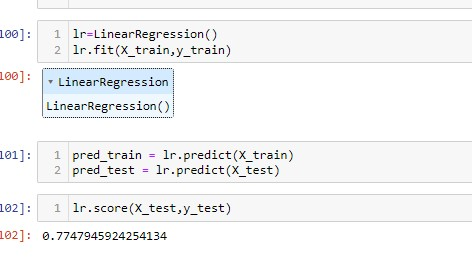 100]: 1 lr=LinearRegression()
2 lr.fit(X_train,y_train)
100]: ▾ LinearRegression
LinearRegression()
101]: 1 pred_train = lr.predict(X_train)
2 pred_test = lr.predict(X_test)
102]: 1 lr.score(X_test,y_test)
102]: 0.7747945924254134